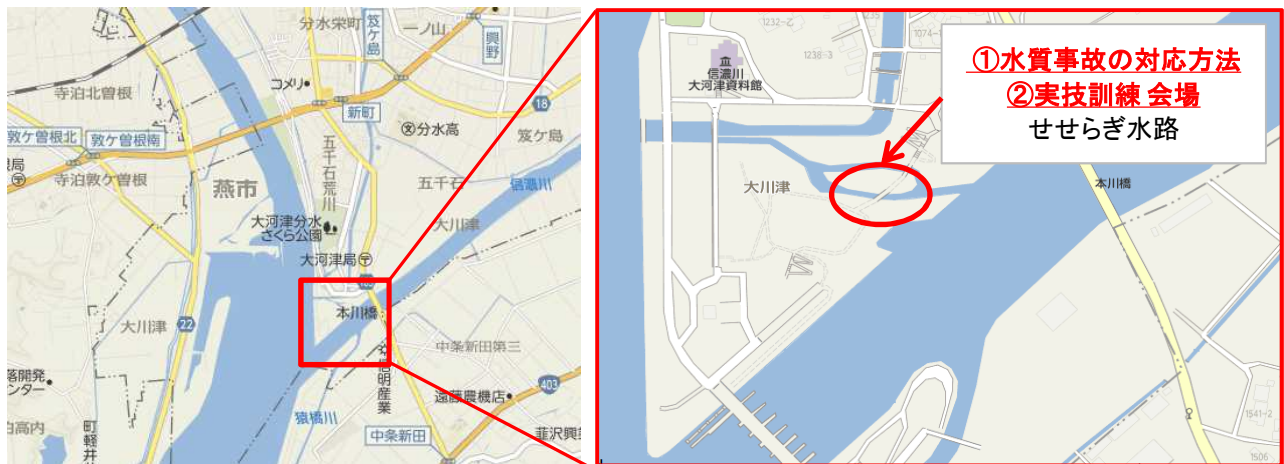 分水栄町
笈ケ島
一ノ山
興野
寺泊北曽根
コメリ
18
新町
分水高
笈ケ島
敦ケ曽根北
敦ケ曽根南
寺泊敦ケ曽根
燕市
五千石荒川
五千石
信濃川
大川津
大河津分水
さくら公園
大河津局
本川橋
大川津
22
中条新田第三
信明産業
遠藤農機店
403
猿橋川
中条新田
1232-乙
1235
1238-3
信濃川
大河津資料館
①水質事故の対応方法
②実技訓練 会場
せせらぎ水路
大川津
本川橋
1541-2
1506